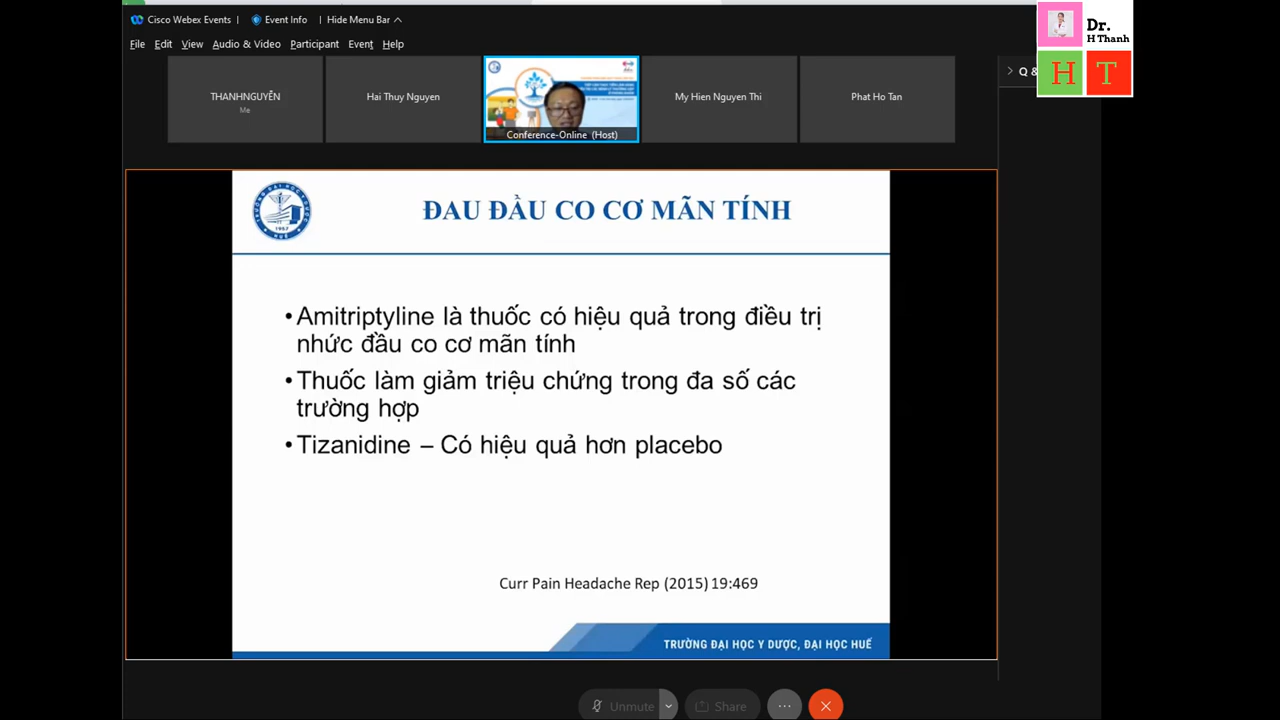 Cisco Webex Events
Event Info
Hide Menu Bar
File Edit View Audio & Video Participant Event Help
Dr.
H Thanh
H T
Q &
THANHNGUYỄN
Me
Hai Thuy Nguyen
Conference-Online (Host)
My Hien Nguyen Thi
Phat Ho Tan
1957
ĐAU ĐẦU CO CƠ MÃN TÍNH
•Amitriptyline là thuốc có hiệu quả trong điều trị
nhức đầu co cơ mãn tính
•Thuốc làm giảm triệu chứng trong đa số các
trường hợp
•Tizanidine – Có hiệu quả hơn placebo
Curr Pain Headache Rep (2015) 19:469
TRƯỜNG ĐẠI HỌC Y DƯỢC, ĐẠI HỌC HUẾ
Unmute
Share